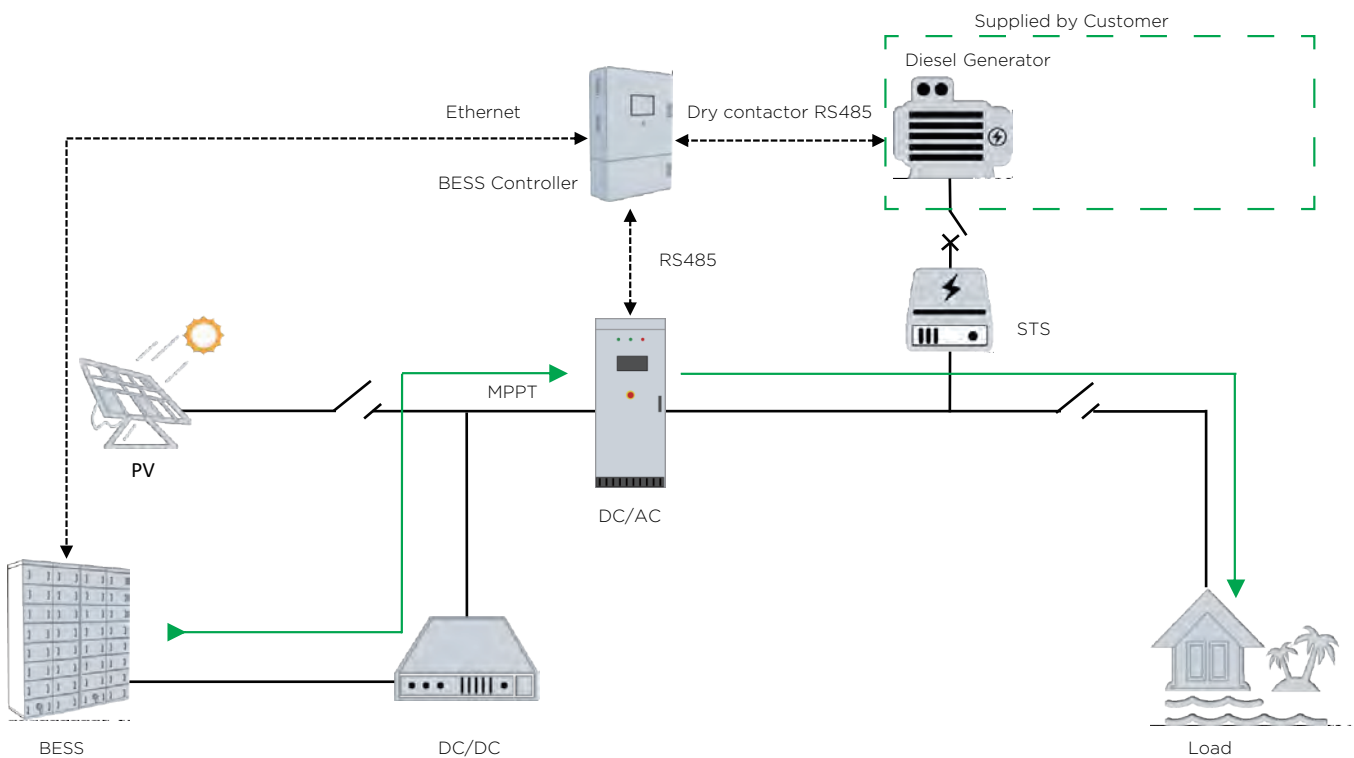 Supplied by Customer
Diesel Generator
Ethernet
Dry contactor RS485
BESS Controller
RS485
STS
MPPT
PV
DC/AC
BESS
DC/DC
Load